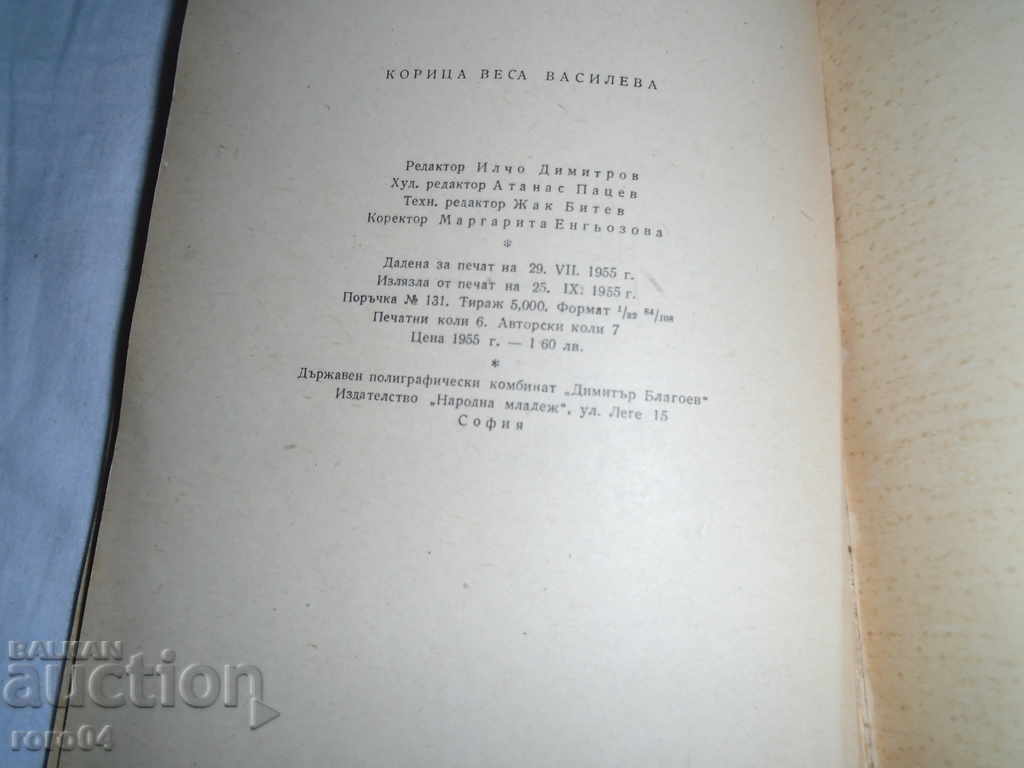 КОРИЦА ВЕСА ВАСИЛЕВА
Редактор Илчо Димитров
Худ. редактор Атанас Пацев
Техн. редактор Жак Битев
Коректор Маргарита Енгьозова
*
Дадена за печат на 29. VII. 1955 г.
Излязла от печат на 25. IX. 1955 г.
Поръчка № 131. Тираж 5,000. Формат 1/32 84/108
Печатни коли 6. Авторски коли 7
Цена 1955 г. — 1 60 лв.
*
Държавен полиграфически комбинат „Димитър Благоев“
Издателство „Народна младеж“, ул. Леге 15
София
BALKAN
auction
roro04